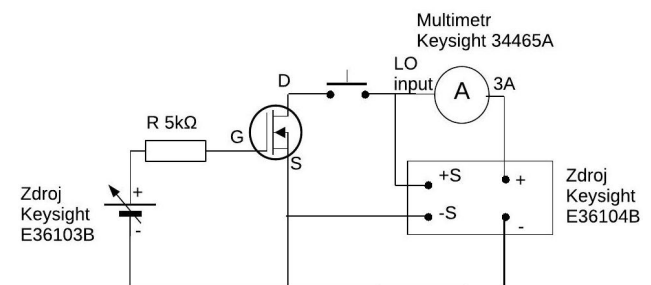 Multimetr
Keysight 34465A
LO
input
A
3A
D
R 5kΩ
G
S
+S
+
Zdroj
Keysight
E36104B
-S
-
Zdroj
Keysight
E36103B
+
-